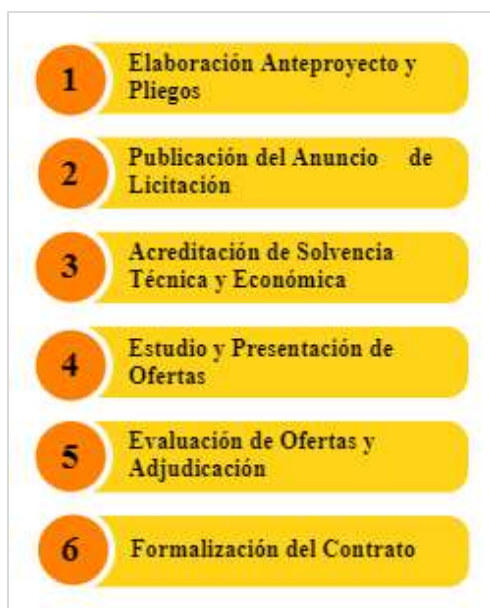 1
Elaboración Anteproyecto y
Pliegos
2
Publicación del Anuncio de
Licitación
3
Acreditación de Solvencia
Técnica y Económica
4
Estudio y Presentación de
Ofertas
5
Evaluación de Ofertas y
Adjudicación
6
Formalización del Contrato